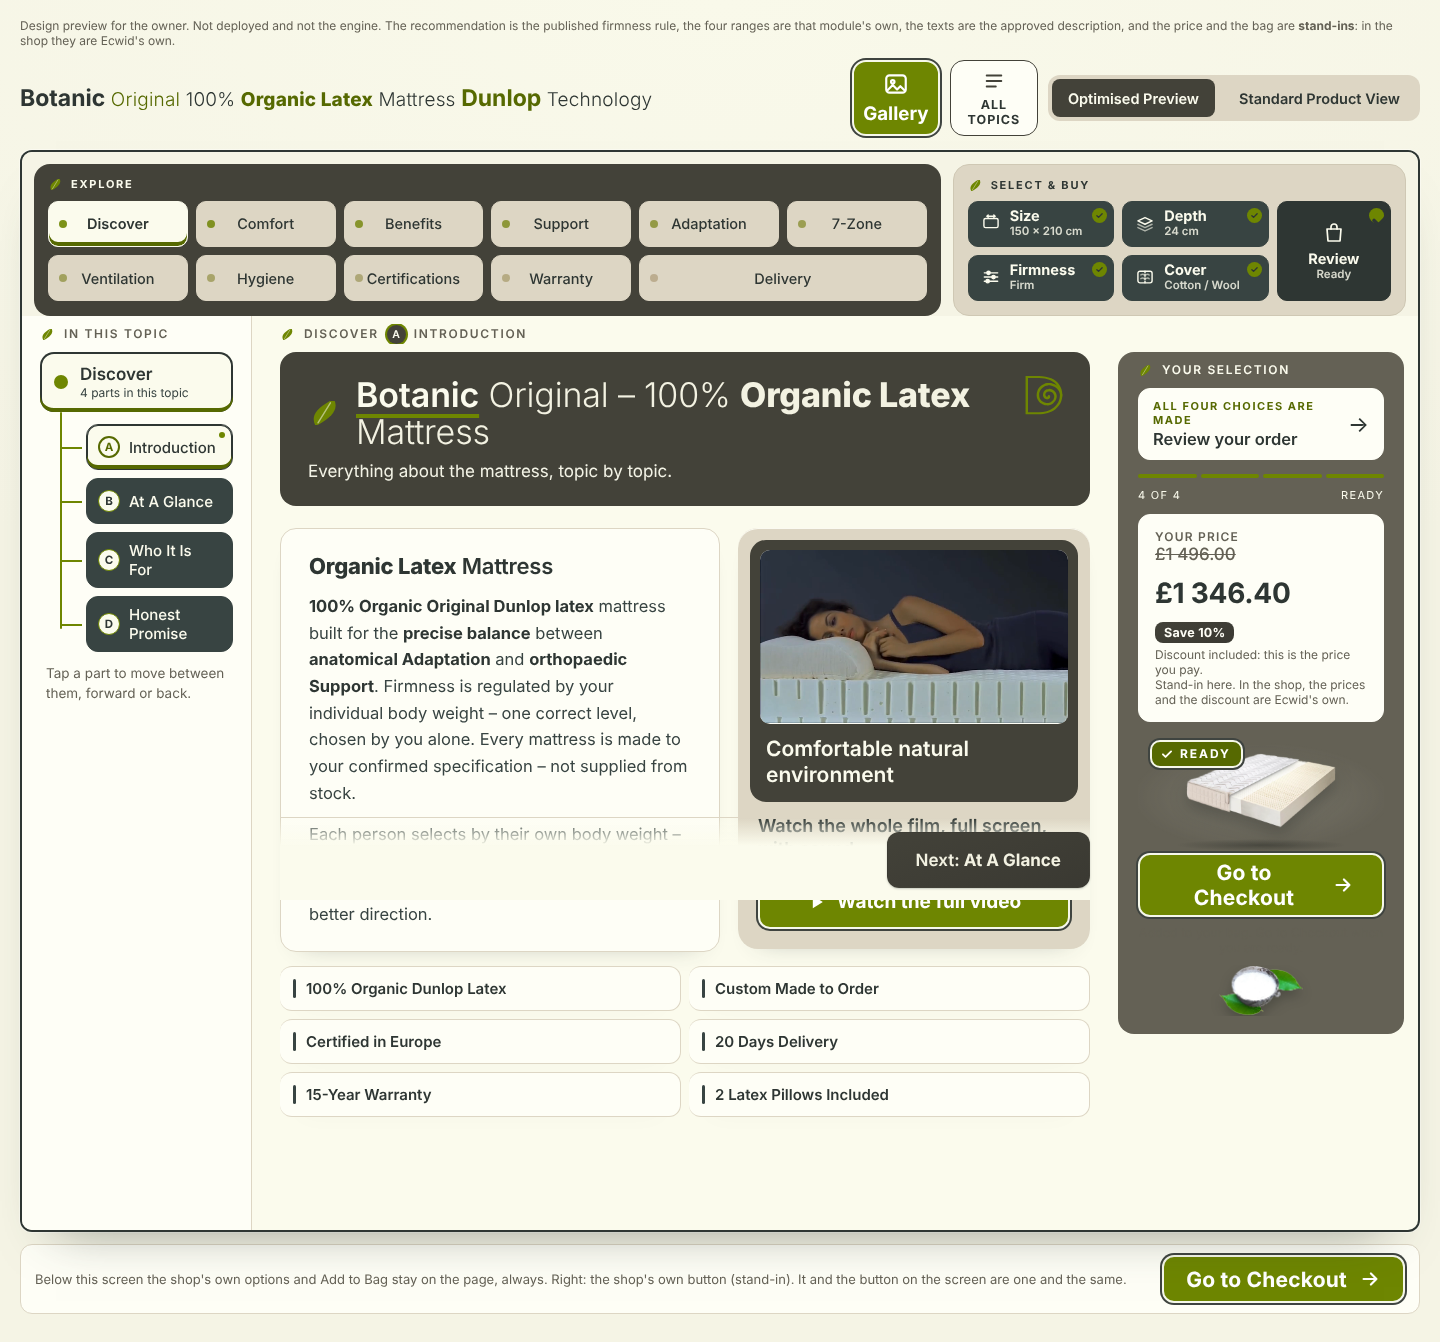 Design preview for the owner. Not deployed and not the engine. The recommendation is the published firmness rule, the four ranges are that module's own, the texts are the approved description, and the price and the bag are stand-ins: in the
shop they are Ecwid's own.
Botanic Original 100% Organic Latex Mattress Dunlop Technology
Gallery
ALL
TOPICS
Optimised Preview
Standard Product View
EXPLORE
Discover
Comfort
Benefits
Support
Adaptation
7-Zone
Ventilation
Hygiene
Certifications
Warranty
Delivery
SELECT & BUY
Size
150 × 210 cm
Depth
24 cm
Firmness
Firm
Cover
Cotton / Wool
Review
Ready
IN THIS TOPIC
Discover
4 parts in this topic
A Introduction
B At A Glance
C Who It Is
For
D Honest
Promise
Tap a part to move between
them, forward or back.
DISCOVER A INTRODUCTION
Botanic Original – 100% Organic Latex
Mattress
Everything about the mattress, topic by topic.
Organic Latex Mattress
100% Organic Original Dunlop latex mattress
built for the precise balance between
anatomical Adaptation and orthopaedic
Support. Firmness is regulated by your
individual body weight – one correct level,
chosen by you alone. Every mattress is made to
your confirmed specification – not supplied from
stock.
Each person selects by their own body weight –
better direction.
Comfortable natural
environment
Watch the whole film, full screen,
Watch the full video
Next: At A Glance
100% Organic Dunlop Latex
Custom Made to Order
Certified in Europe
20 Days Delivery
15-Year Warranty
2 Latex Pillows Included
YOUR SELECTION
ALL FOUR CHOICES ARE
MADE
Review your order
4 OF 4
READY
YOUR PRICE
£1 496.00
£1 346.40
Save 10%
Discount included: this is the price
you pay.
Stand-in here. In the shop, the prices
and the discount are Ecwid's own.
READY
Go to
Checkout
Below this screen the shop's own options and Add to Bag stay on the page, always. Right: the shop's own button (stand-in). It and the button on the screen are one and the same.
Go to Checkout